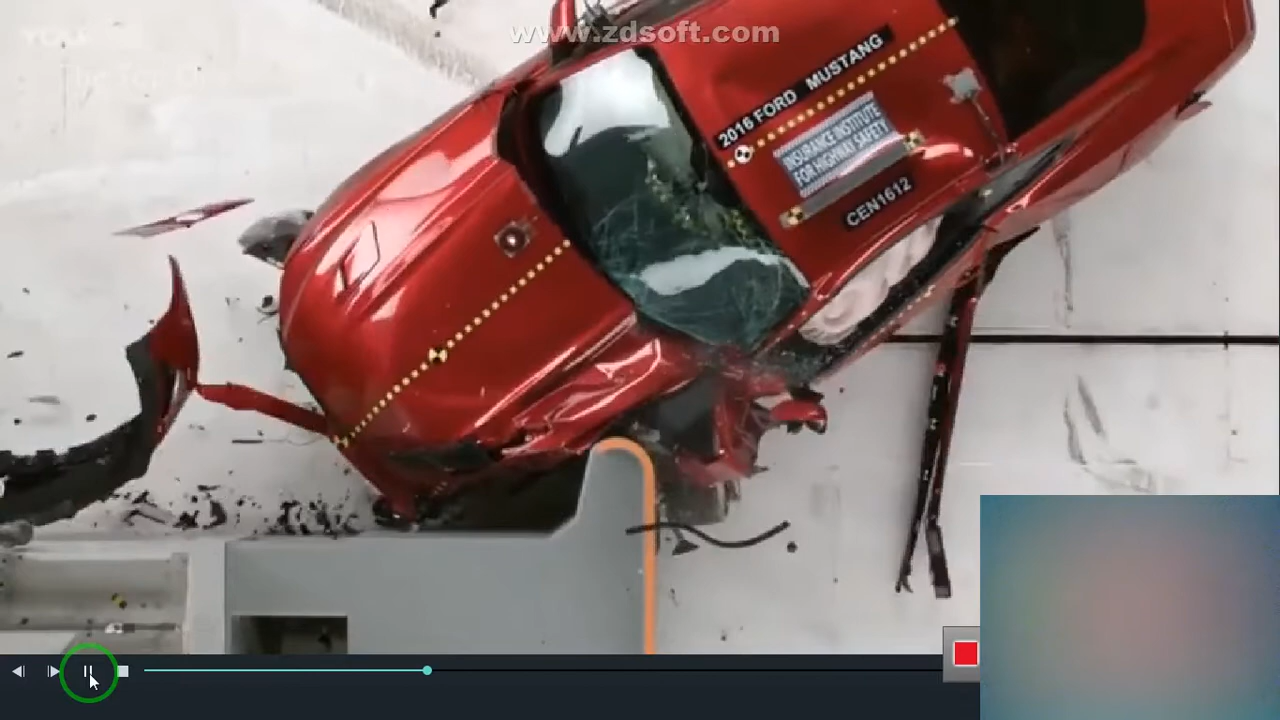 www.zdsoft.com
2016 FORD MUSTANG
INSURANCE INSTITUTE
FOR HIGHWAY SAFETY
CEN1612